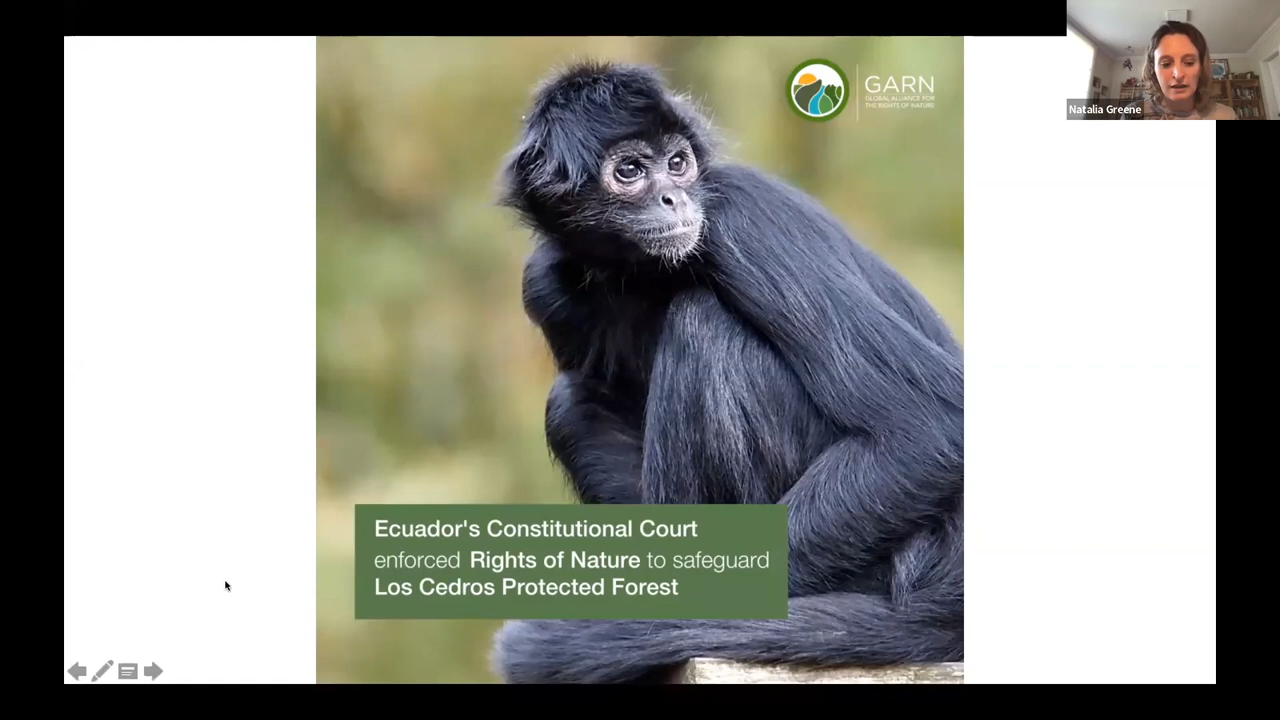 GARN
GLOBAL ALLIANCE FOR
THE RIGHTS OF NATURE
Natalia Greene
Ecuador's Constitutional Court
enforced Rights of Nature to safeguard
Los Cedros Protected Forest